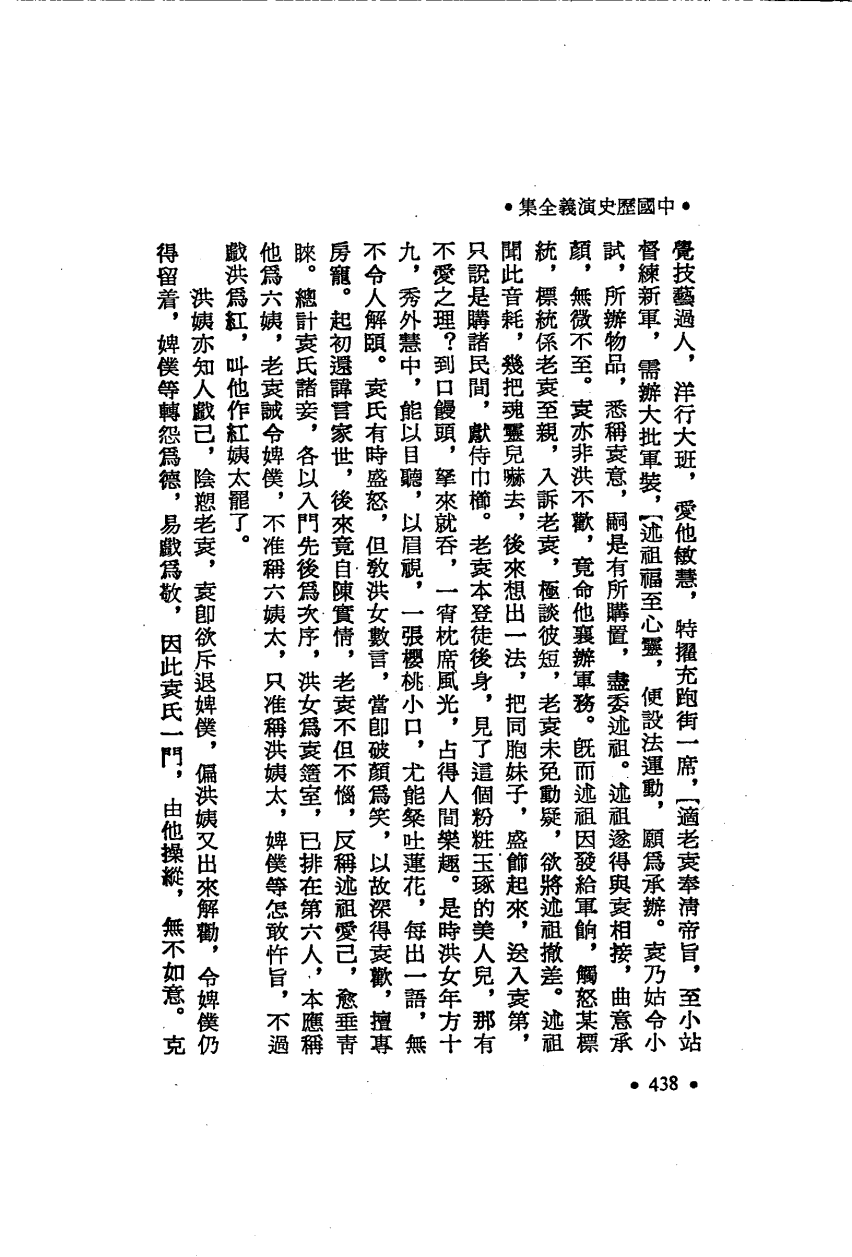 •中國歷史演義全集•
覺技藝過人，洋行大班，愛他敏慧，特擢充跑街一席，〔適老袁奉清帝旨，至小站
督練新軍，需辦大批軍裝，〔述祖福至心靈，便設法運動，願爲承辦。袁乃姑令小
試，所辦物品，悉稱袁意，嗣是有所購置，盡委述祖。述祖遂得與袁相接，曲意承
顏，無微不至。袁亦非洪不歡，竟命他襄辦軍務。旣而述祖因發給軍餉，觸怒某標
統，標統係老袁至親，入訴老袁，極談彼短，老袁未免動疑，欲將述祖撤差。述祖
聞此音耗，幾把魂靈兒嚇去，後來想出一法，把同胞妹子，盛飾起來，送入袁第，
只說是購諸民間，獻侍巾櫛。老袁本登徒後身，見了這個粉粧玉琢的美人兒，那有
不愛之理？到口饅頭，拏來就吞，一宵枕席風光，占得人間樂趣。是時洪女年方十
九，秀外慧中，能以目聽，以眉視，一張櫻桃小口，尤能粲吐蓮花，每出一語，無
不令人解頤。袁氏有時盛怒，但敎洪女數言，當卽破顏爲笑，以故深得袁歡，擅專
房寵。起初還諱言家世，後來竟自陳實情，老袁不但不惱，反稱述祖愛己，愈垂靑
睞。總計袁氏諸妾，各以入門先後爲次序，洪女爲袁簉室，已排在第六人，本應稱
他爲六姨，老袁誡令婢僕，不准稱六姨太，只准稱洪姨太，婢僕等怎敢忤旨，不過
戲洪爲紅，叫他作紅姨太罷了。
洪姨亦知人戲己，陰愬老袁，袁卽欲斥退婢僕，偏洪姨又出來解勸，令婢僕仍
得留着，婢僕等轉怨爲德，易戲爲敬，因此袁氏一門，由他操縱，無不如意。克
•438•